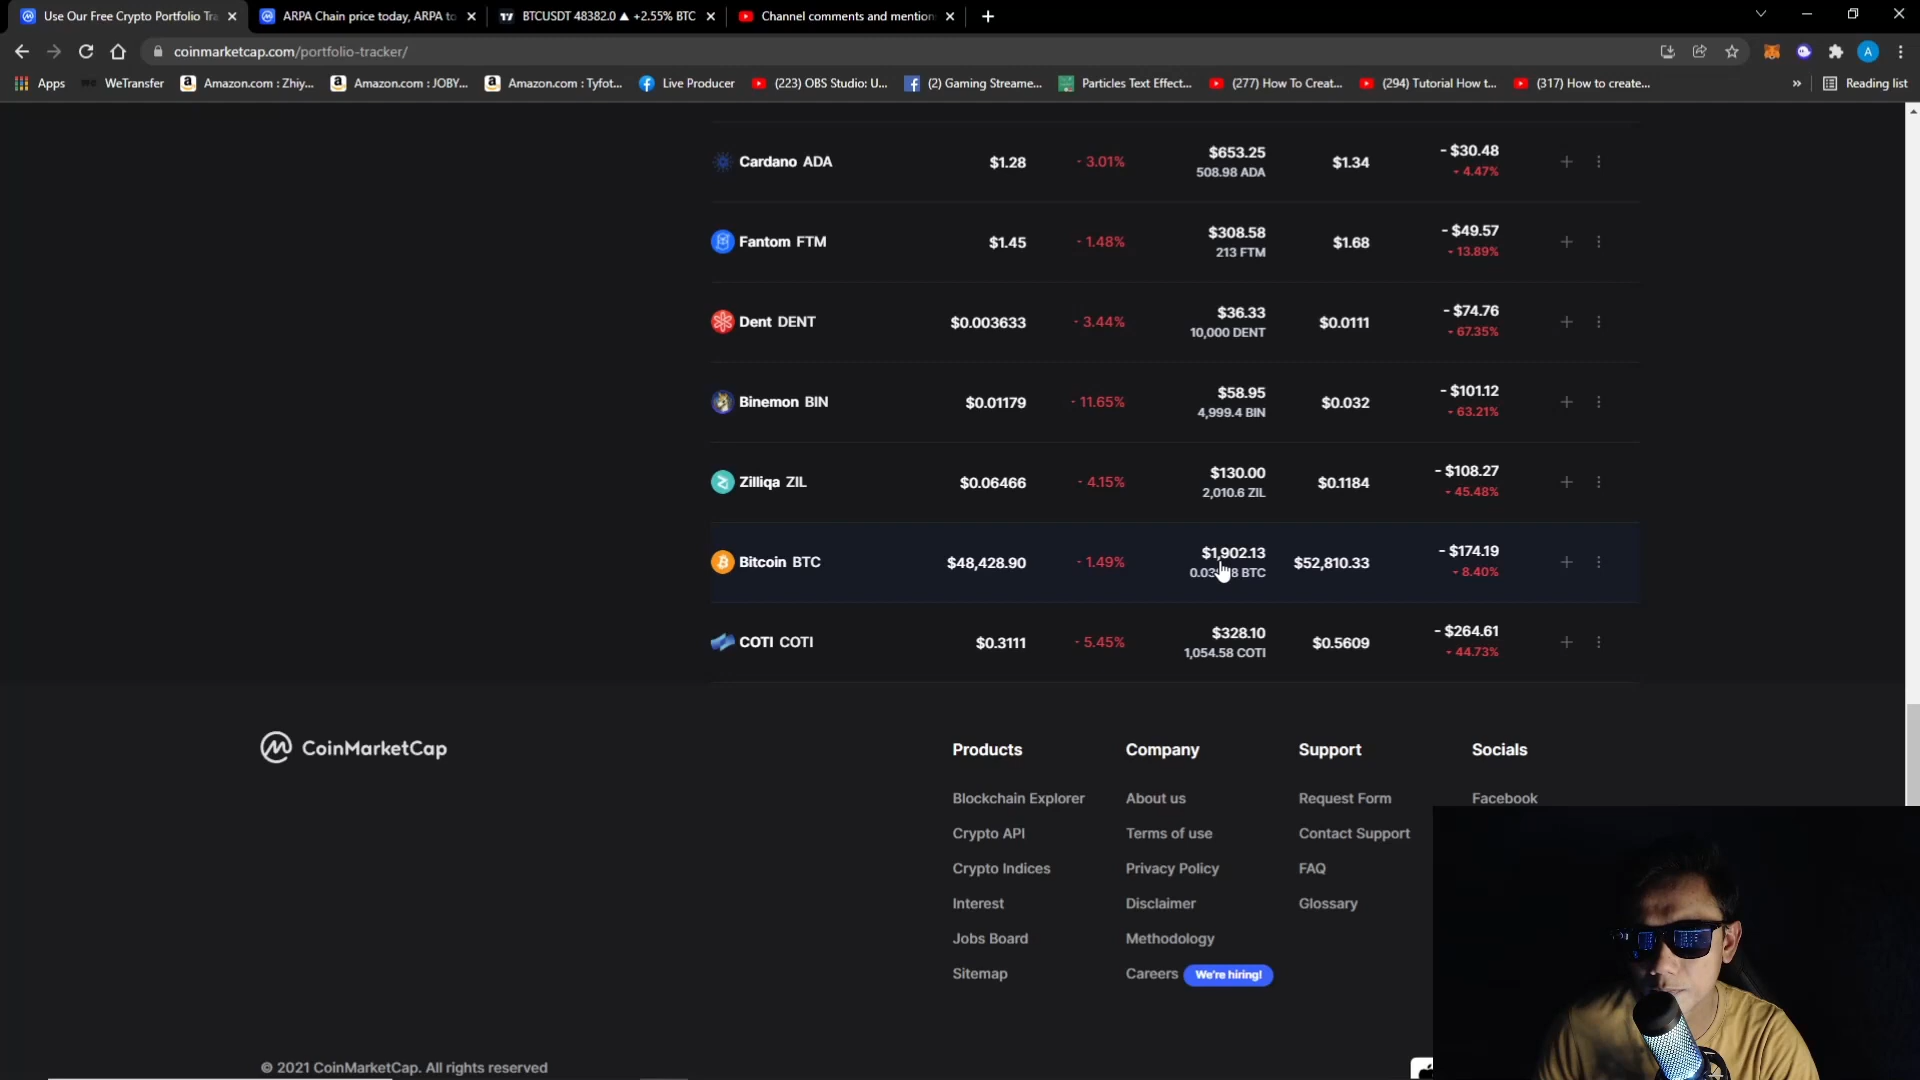 Use Our Free Crypto Portfolio Tra
ARPA Chain price today, ARPA to
BTCUSDT 48382.0 ▲ +2.55% BTC
Channel comments and mention
coinmarketcap.com/portfolio-tracker/
A
Apps
WeTransfer
Amazon.com : Zhiy...
Amazon.com : JOBY...
Amazon.com : Tyfot...
Live Producer
(223) OBS Studio: U...
(2) Gaming Streame...
Particles Text Effect...
(277) How To Creat...
(294) Tutorial How t...
(317) How to create...
»
Reading list
Cardano ADA
$1.28
- 3.01%
$653.25
508.98 ADA
$1.34
- $30.48
- 4.47%
Fantom FTM
$1.45
- 1.48%
$308.58
213 FTM
$1.68
- $49.57
- 13.89%
Dent DENT
$0.003633
- 3.44%
$36.33
10,000 DENT
$0.0111
- $74.76
- 67.35%
Binemon BIN
$0.01179
- 11.65%
$58.95
4,999.4 BIN
$0.032
- $101.12
- 63.21%
Zilliqa ZIL
$0.06466
- 4.15%
$130.00
2,010.6 ZIL
$0.1184
- $108.27
- 45.48%
Bitcoin BTC
$48,428.90
- 1.49%
$1,902.13
BTC
$52,810.33
- $174.19
- 8.40%
COTI COTI
$0.3111
- 5.45%
$328.10
1,054.58 COTI
$0.5609
- $264.61
- 44.73%
CoinMarketCap
Products
Blockchain Explorer
Crypto API
Crypto Indices
Interest
Jobs Board
Sitemap
Company
About us
Terms of use
Privacy Policy
Disclaimer
Methodology
Careers We're hiring!
Support
Request Form
Contact Support
FAQ
Glossary
Socials
Facebook
© 2021 CoinMarketCap. All rights reserved